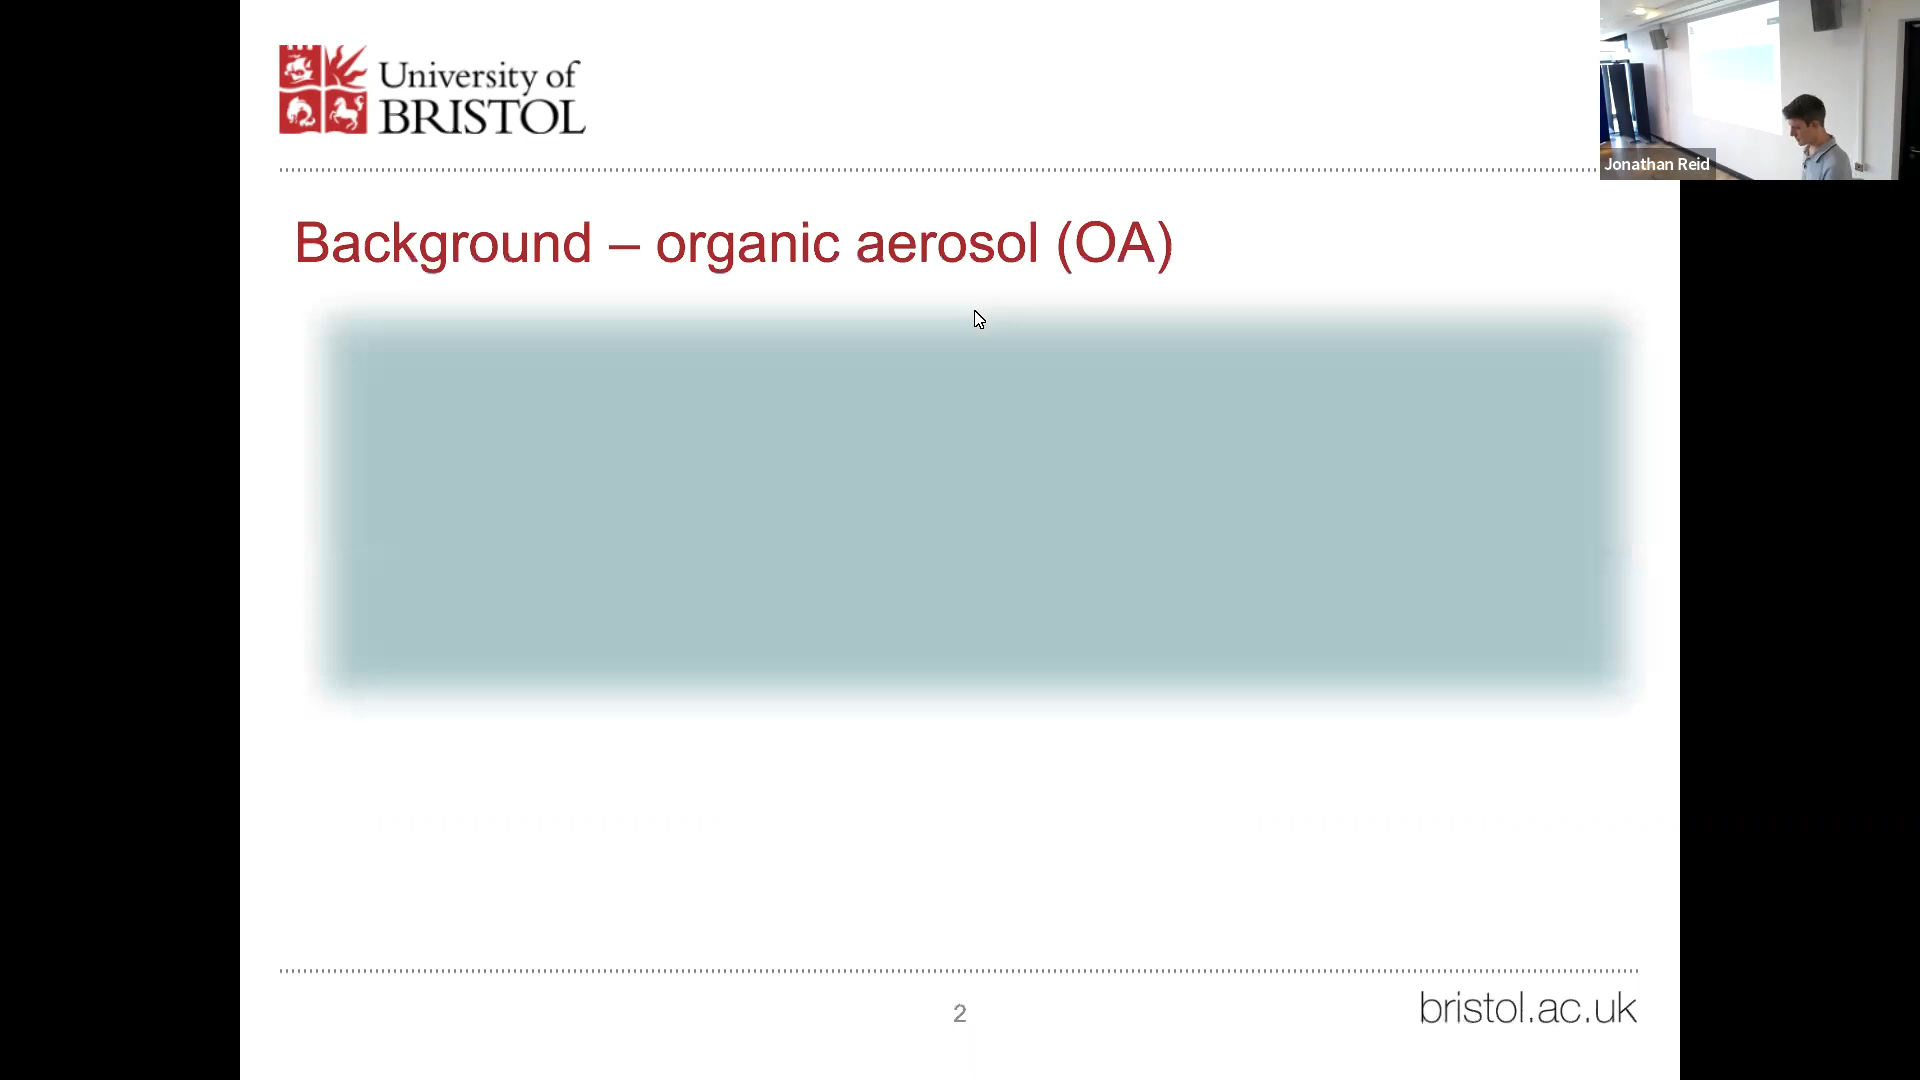 University of
BRISTOL
Jonathan Reid
Background – organic aerosol (OA)
2
bristol.ac.uk